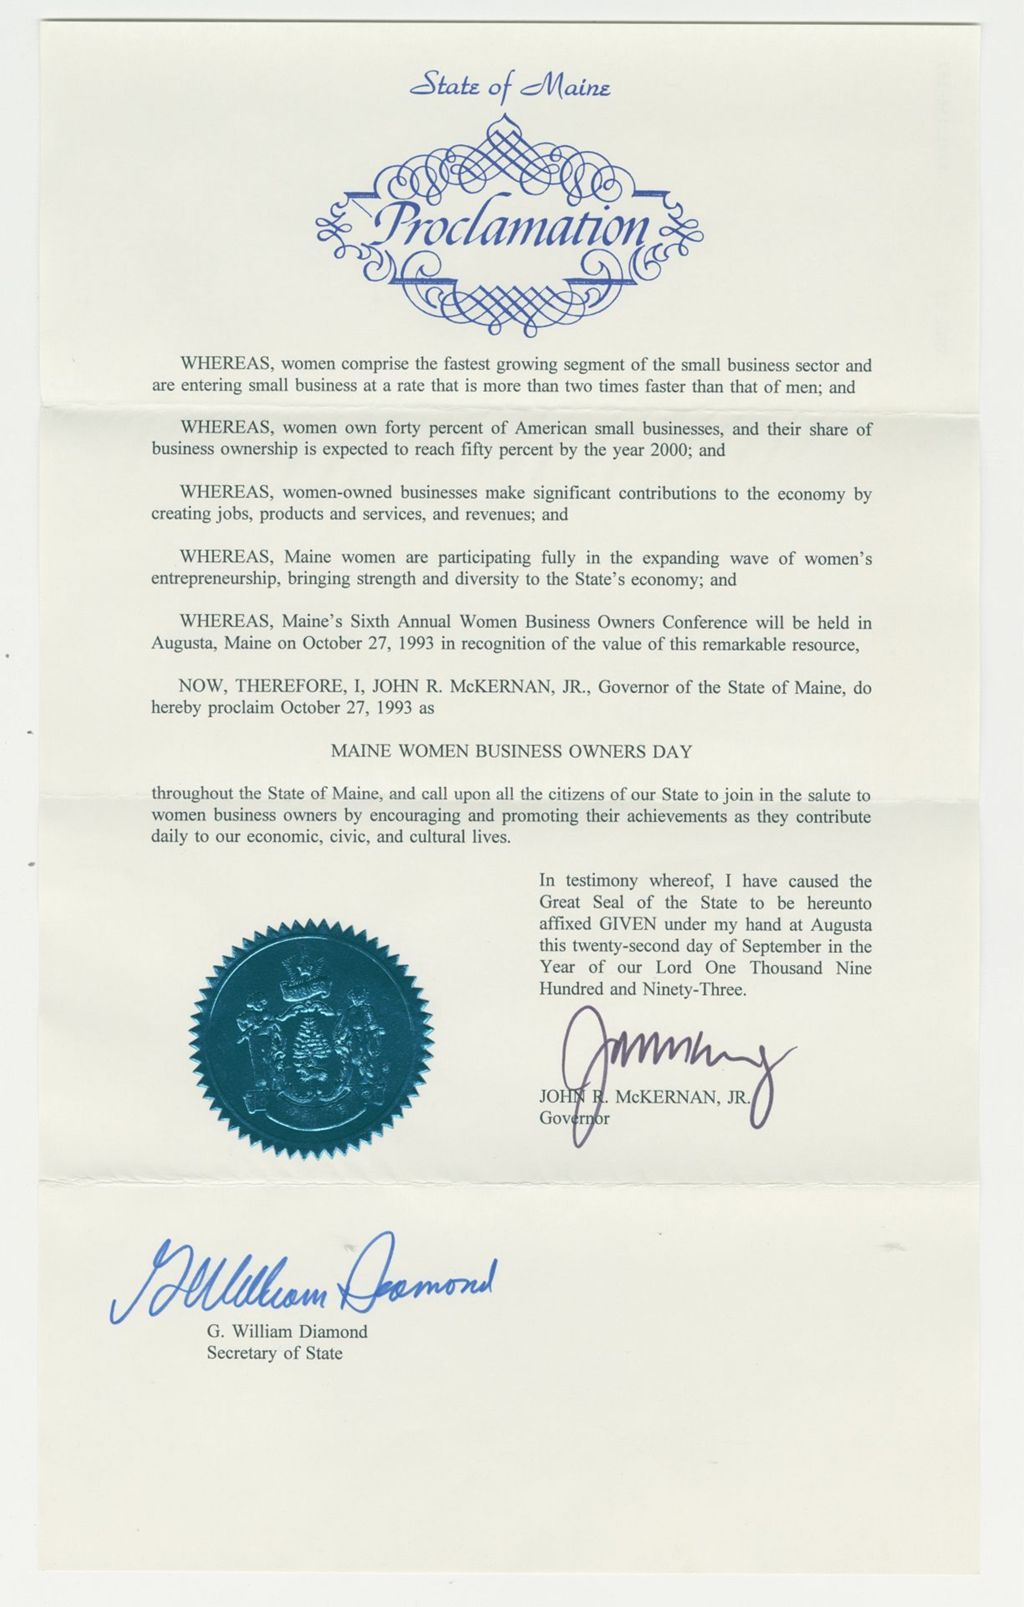 State of Maine
Proclamation
WHEREAS, women comprise the fastest growing segment of the small business sector and
are entering small business at a rate that is more than two times faster than that of men; and
WHEREAS, women own forty percent of American small businesses, and their share of
business ownership is expected to reach fifty percent by the year 2000; and
WHEREAS, women-owned businesses make significant contributions to the economy by
creating jobs, products and services, and revenues; and
WHEREAS, Maine women are participating fully in the expanding wave of women's
entrepreneurship, bringing strength and diversity to the State's economy; and
WHEREAS, Maine's Sixth Annual Women Business Owners Conference will be held in
Augusta, Maine on October 27, 1993 in recognition of the value of this remarkable resource,
NOW, THEREFORE, I, JOHN R. McKERNAN, JR., Governor of the State of Maine, do
hereby proclaim October 27, 1993 as
MAINE WOMEN BUSINESS OWNERS DAY
throughout the State of Maine, and call upon all the citizens of our State to join in the salute to
women business owners by encouraging and promoting their achievements as they contribute
daily to our economic, civic, and cultural lives.
In testimony whereof, I have caused the
Great Seal of the State to be hereunto
affixed GIVEN under my hand at Augusta
this twenty-second day of September in the
Year of our Lord One Thousand Nine
Hundred and Ninety-Three.
JOHN R. McKERNAN, JR.
Governor
G William Diamond
G. William Diamond
Secretary of State